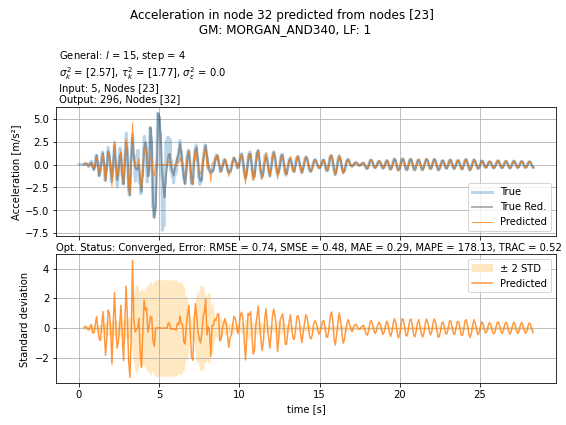 Acceleration in node 32 predicted from nodes [23]
GM: MORGAN_AND340, LF: 1
General: l = 15, step = 4
σ²ₖ = [2.57], τ²ₖ = [1.77], σ²_ε = 0.0
Input: 5, Nodes [23]
Output: 296, Nodes [32]
Acceleration [m/s²]
5.0
2.5
0.0
−2.5
−5.0
−7.5
True
True Red.
Predicted
Opt. Status: Converged, Error: RMSE = 0.74, SMSE = 0.48, MAE = 0.29, MAPE = 178.13, TRAC = 0.52
Standard deviation
4
2
0
−2
± 2 STD
Predicted
0
5
10
15
20
25
time [s]